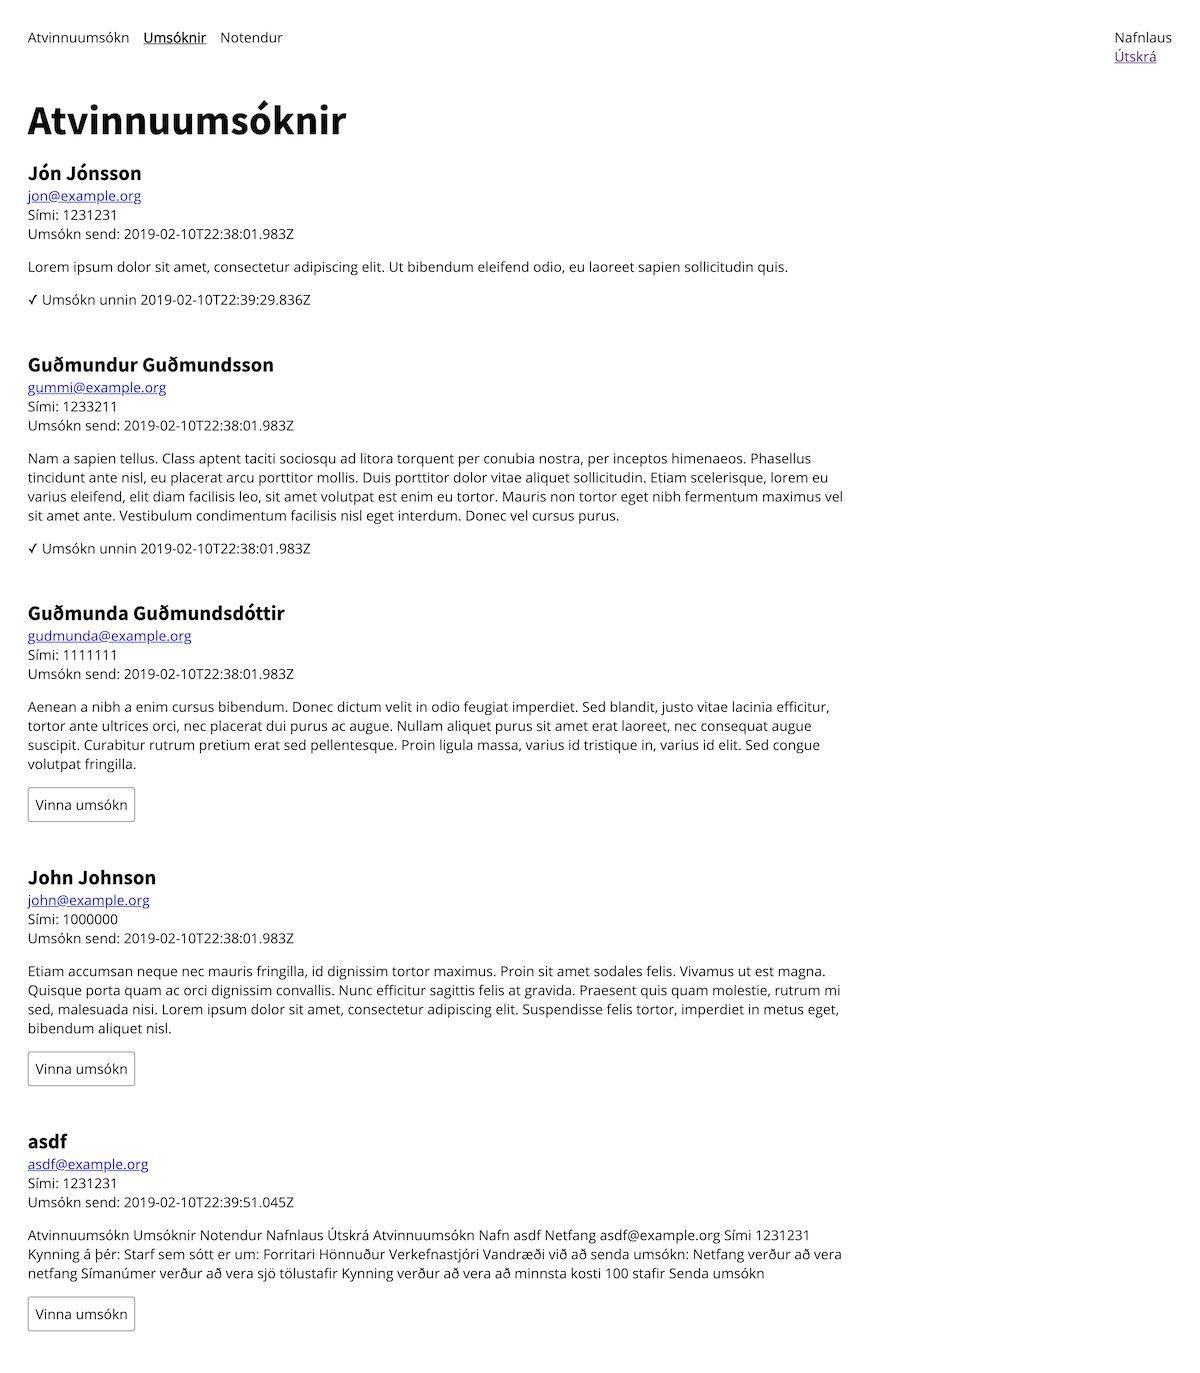 Atvinnuumsókn Umsóknir Notendur Nafnlaus
Útskrá
Atvinnuumsóknir
Jón Jónsson
jon@example.org
Sími: 1231231
Umsókn send: 2019-02-10T22:38:01.983Z
Lorem ipsum dolor sit amet, consectetur adipiscing elit. Ut bibendum eleifend odio, eu laoreet sapien sollicitudin quis.
✓ Umsókn unnin 2019-02-10T22:39:29.836Z
Guðmundur Guðmundsson
gummi@example.org
Sími: 1233211
Umsókn send: 2019-02-10T22:38:01.983Z
Nam a sapien tellus. Class aptent taciti sociosqu ad litora torquent per conubia nostra, per inceptos himenaeos. Phasellus
tincidunt ante nisl, eu placerat arcu porttitor mollis. Duis porttitor dolor vitae aliquet sollicitudin. Etiam scelerisque, lorem eu
varius eleifend, elit diam facilisis leo, sit amet volutpat est enim eu tortor. Mauris non tortor eget nibh fermentum maximus vel
sit amet ante. Vestibulum condimentum facilisis nisl eget interdum. Donec vel cursus purus.
✓ Umsókn unnin 2019-02-10T22:38:01.983Z
Guðmunda Guðmundsdóttir
gudmunda@example.org
Sími: 1111111
Umsókn send: 2019-02-10T22:38:01.983Z
Aenean a nibh a enim cursus bibendum. Donec dictum velit in odio feugiat imperdiet. Sed blandit, justo vitae lacinia efficitur,
tortor ante ultrices orci, nec placerat dui purus ac augue. Nullam aliquet purus sit amet erat laoreet, nec consequat augue
suscipit. Curabitur rutrum pretium erat sed pellentesque. Proin ligula massa, varius id tristique in, varius id elit. Sed congue
volutpat fringilla.
Vinna umsókn
John Johnson
john@example.org
Sími: 1000000
Umsókn send: 2019-02-10T22:38:01.983Z
Etiam accumsan neque nec mauris fringilla, id dignissim tortor maximus. Proin sit amet sodales felis. Vivamus ut est magna.
Quisque porta quam ac orci dignissim convallis. Nunc efficitur sagittis felis at gravida. Praesent quis quam molestie, rutrum mi
sed, malesuada nisi. Lorem ipsum dolor sit amet, consectetur adipiscing elit. Suspendisse felis tortor, imperdiet in metus eget,
bibendum aliquet nisl.
Vinna umsókn
asdf
asdf@example.org
Sími: 1231231
Umsókn send: 2019-02-10T22:39:51.045Z
Atvinnuumsókn Umsóknir Notendur Nafnlaus Útskrá Atvinnuumsókn Nafn asdf Netfang asdf@example.org Sími 1231231
Kynning á þér: Starf sem sótt er um: Forritari Hönnuður Verkefnastjóri Vandræði við að senda umsókn: Netfang verður að vera
netfang Símanúmer verður að vera sjö tölustafir Kynning verður að vera að minnsta kosti 100 stafir Senda umsókn
Vinna umsókn